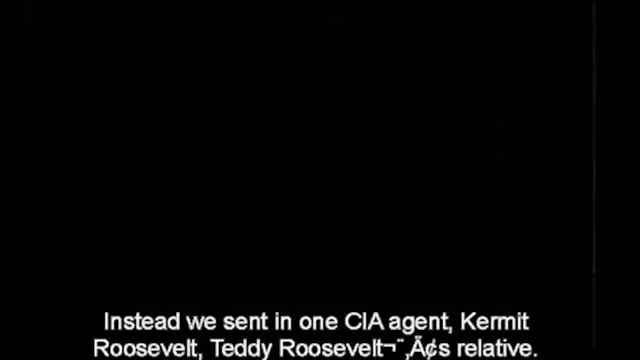 Instead we sent in one CIA agent, Kermit
Roosevelt, Teddy Roosevelt¬¨‚Ä¢s relative.